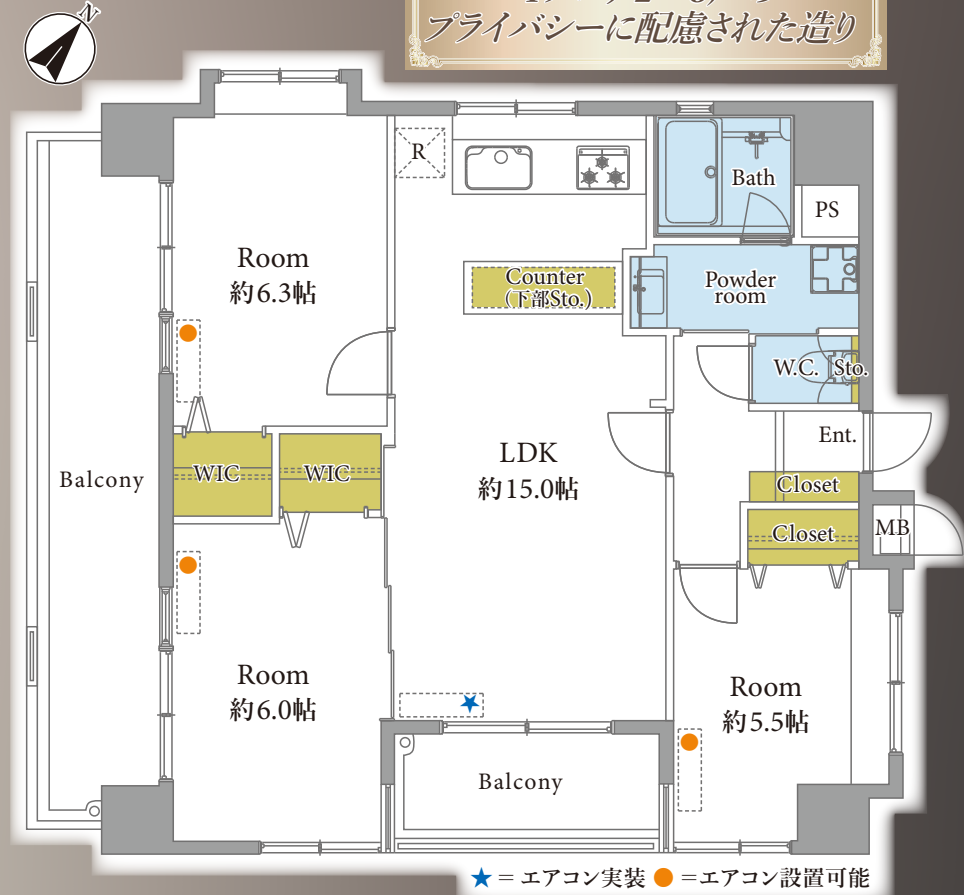 N
プライバシーに配慮された造り
R
Bath
PS
Room
約6.3帖
Counter
(下部Sto.)
Powder
room
W.C.
Sto.
Ent.
LDK
約15.0帖
Balcony
WIC
WIC
Closet
Closet
MB
Room
約6.0帖
Room
約5.5帖
Balcony
★ = エアコン実装 ● =エアコン設置可能